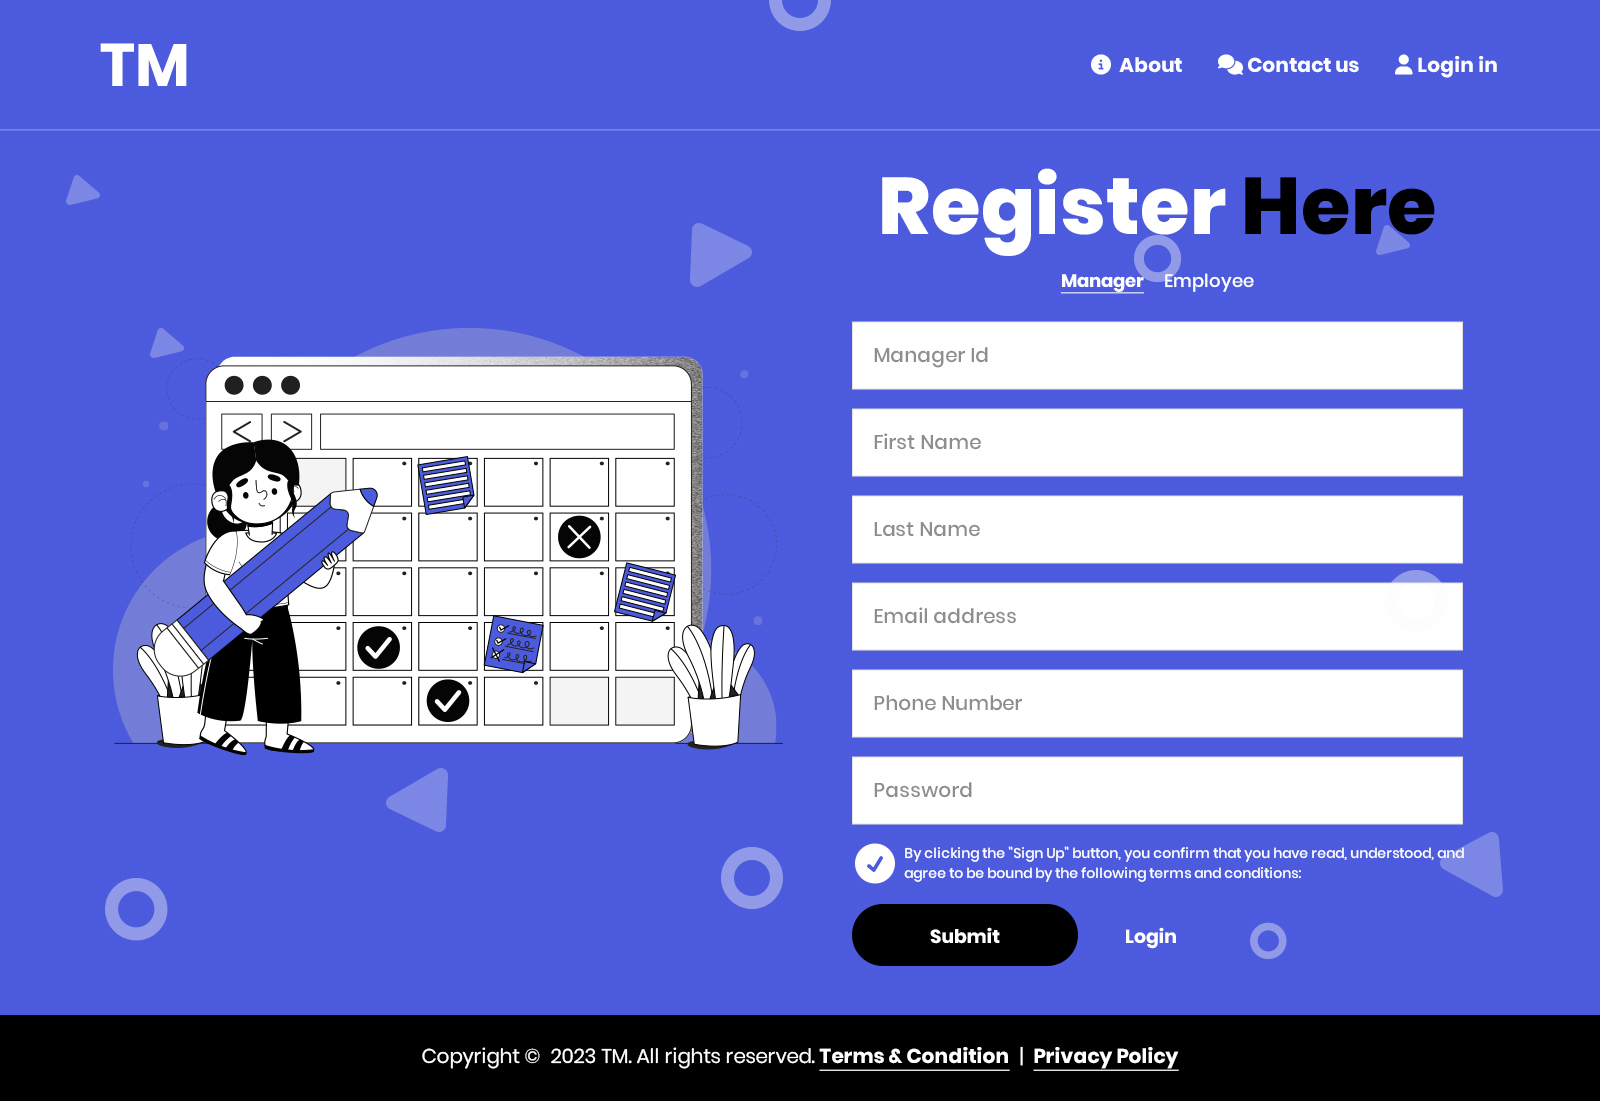 TM
About
Contact us
Login in
Register Here
Manager
Employee
Manager Id
First Name
Last Name
Email address
Phone Number
Password
By clicking the "Sign Up" button, you confirm that you have read, understood, and
agree to be bound by the following terms and conditions:
Submit
Login
Copyright © 2023 TM. All rights reserved. Terms & Condition | Privacy Policy